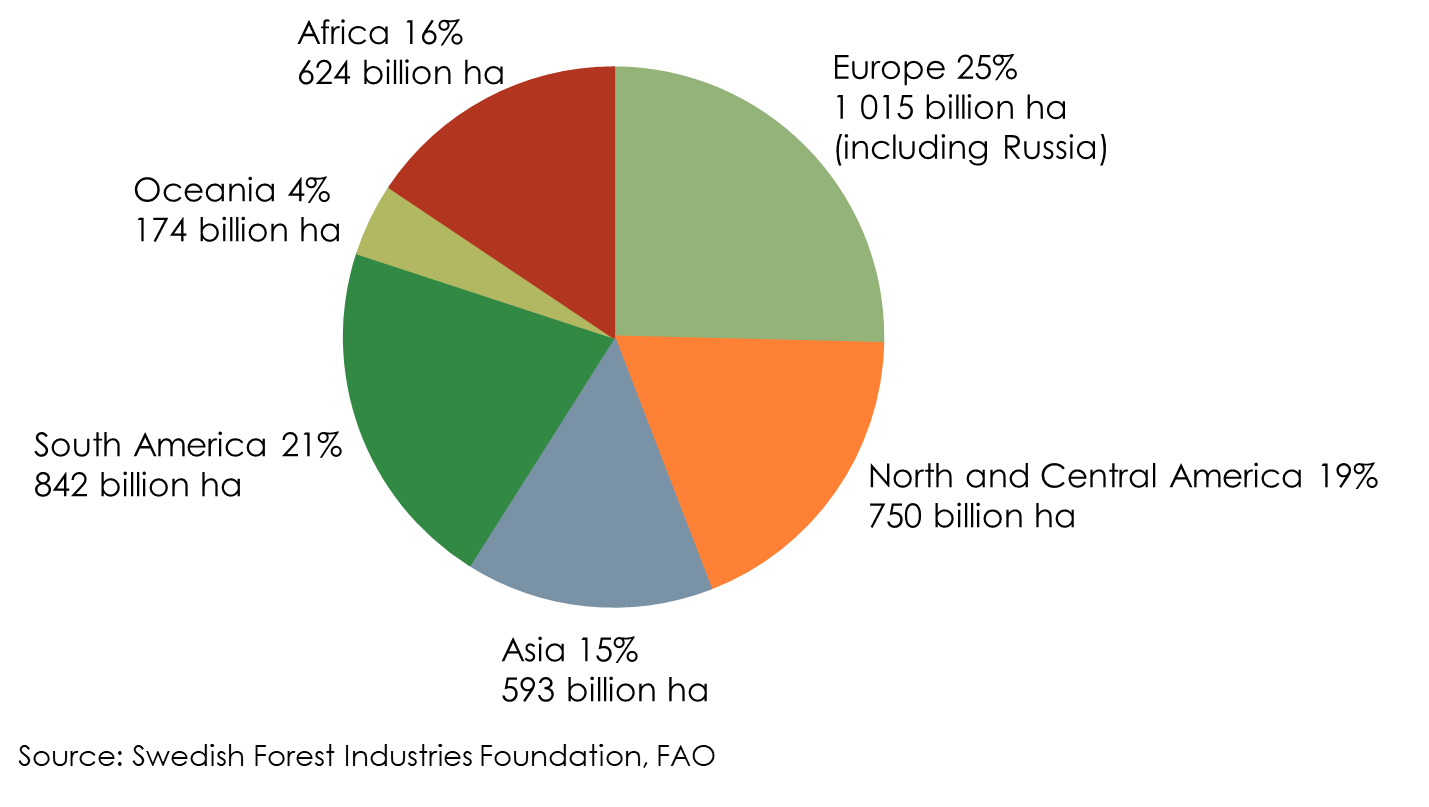 Africa 16%
624 billion ha
Europe 25%
1 015 billion ha
(including Russia)
Oceania 4%
174 billion ha
South America 21%
842 billion ha
North and Central America 19%
750 billion ha
Asia 15%
593 billion ha
Source: Swedish Forest Industries Foundation, FAO